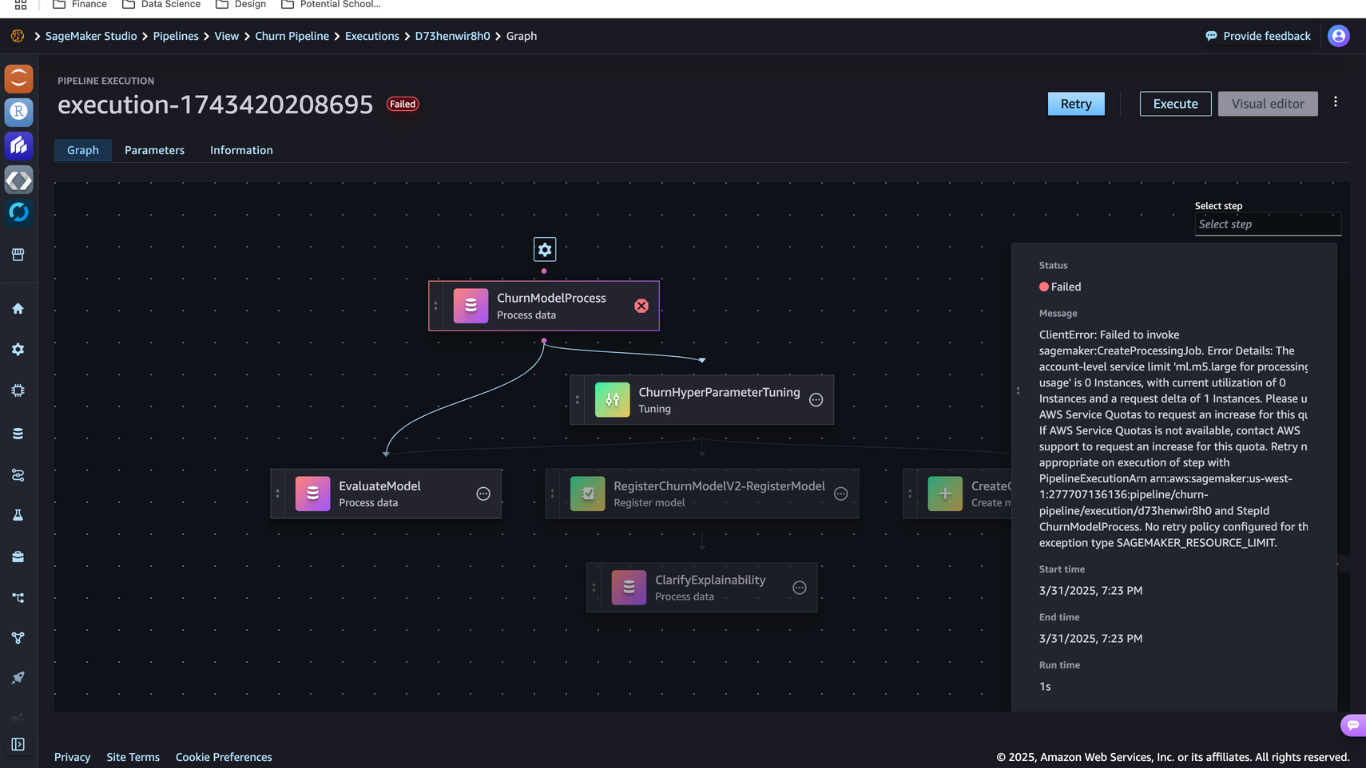 Finance
Data Science
Design
Potential School...
SageMaker Studio > Pipelines > View > Churn Pipeline > Executions > D73henwir8h0 > Graph
Provide feedback
PIPELINE EXECUTION
execution-1743420208695
Failed
Retry
Execute
Visual editor
Graph
Parameters
Information
Select step
Select step
ChurnModelProcess
Process data
ChurnHyperParameterTuning
Tuning
EvaluateModel
Process data
RegisterChurnModelV2-RegisterModel
Register model
Create
ClarifyExplainability
Process data
Status
Failed
Message
ClientError: Failed to invoke
sagemaker:CreateProcessingJob. Error Details: The
account-level service limit 'ml.m5.large for processing
usage' is 0 Instances, with current utilization of 0
Instances and a request delta of 1 Instances. Please
AWS Service Quotas to request an increase for this
If AWS Service Quotas is not available, contact AWS
support to request an increase for this quota. Retry
appropriate on execution of step with
PipelineExecutionArn arn:aws:sagemaker:us-west-
1:277707136136:pipeline/churn-
pipeline/execution/d73henwir8h0 and StepId
ChurnModelProcess. No retry policy configured for
exception type SAGEMAKER_RESOURCE_LIMIT.
Start time
3/31/2025, 7:23 PM
End time
3/31/2025, 7:23 PM
Run time
1s
Privacy
Site Terms
Cookie Preferences
© 2025, Amazon Web Services, Inc. or its affiliates. All rights reserved.